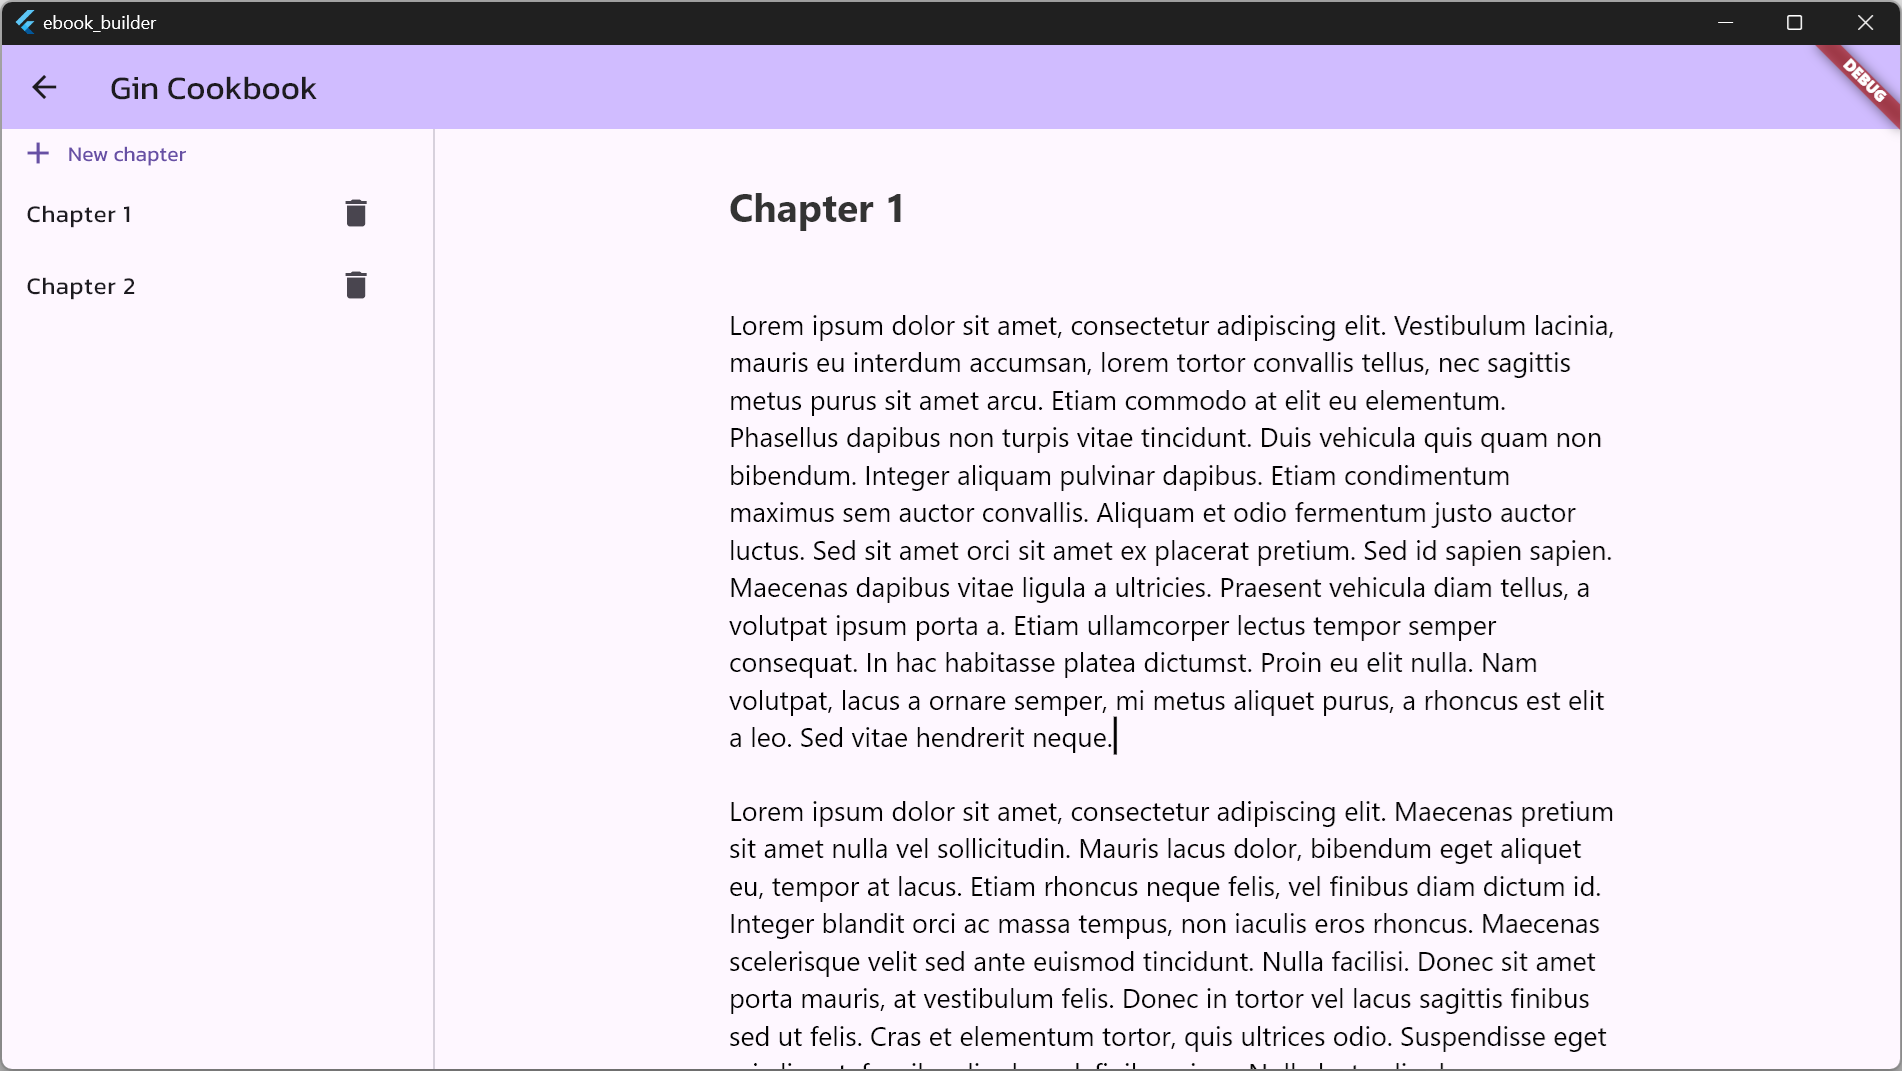 ebook_builder
Gin Cookbook
DEBUG
New chapter
Chapter 1
Chapter 2
Chapter 1
Lorem ipsum dolor sit amet, consectetur adipiscing elit. Vestibulum lacinia,
mauris eu interdum accumsan, lorem tortor convallis tellus, nec sagittis
metus purus sit amet arcu. Etiam commodo at elit eu elementum.
Phasellus dapibus non turpis vitae tincidunt. Duis vehicula quis quam non
bibendum. Integer aliquam pulvinar dapibus. Etiam condimentum
maximus sem auctor convallis. Aliquam et odio fermentum justo auctor
luctus. Sed sit amet orci sit amet ex placerat pretium. Sed id sapien sapien.
Maecenas dapibus vitae ligula a ultricies. Praesent vehicula diam tellus, a
volutpat ipsum porta a. Etiam ullamcorper lectus tempor semper
consequat. In hac habitasse platea dictumst. Proin eu elit nulla. Nam
volutpat, lacus a ornare semper, mi metus aliquet purus, a rhoncus est elit
a leo. Sed vitae hendrerit neque.
Lorem ipsum dolor sit amet, consectetur adipiscing elit. Maecenas pretium
sit amet nulla vel sollicitudin. Mauris lacus dolor, bibendum eget aliquet
eu, tempor at lacus. Etiam rhoncus neque felis, vel finibus diam dictum id.
Integer blandit orci ac massa tempus, non iaculis eros rhoncus. Maecenas
scelerisque velit sed ante euismod tincidunt. Nulla facilisi. Donec sit amet
porta mauris, at vestibulum felis. Donec in tortor vel lacus sagittis finibus
sed ut felis. Cras et elementum tortor, quis ultrices odio. Suspendisse eget